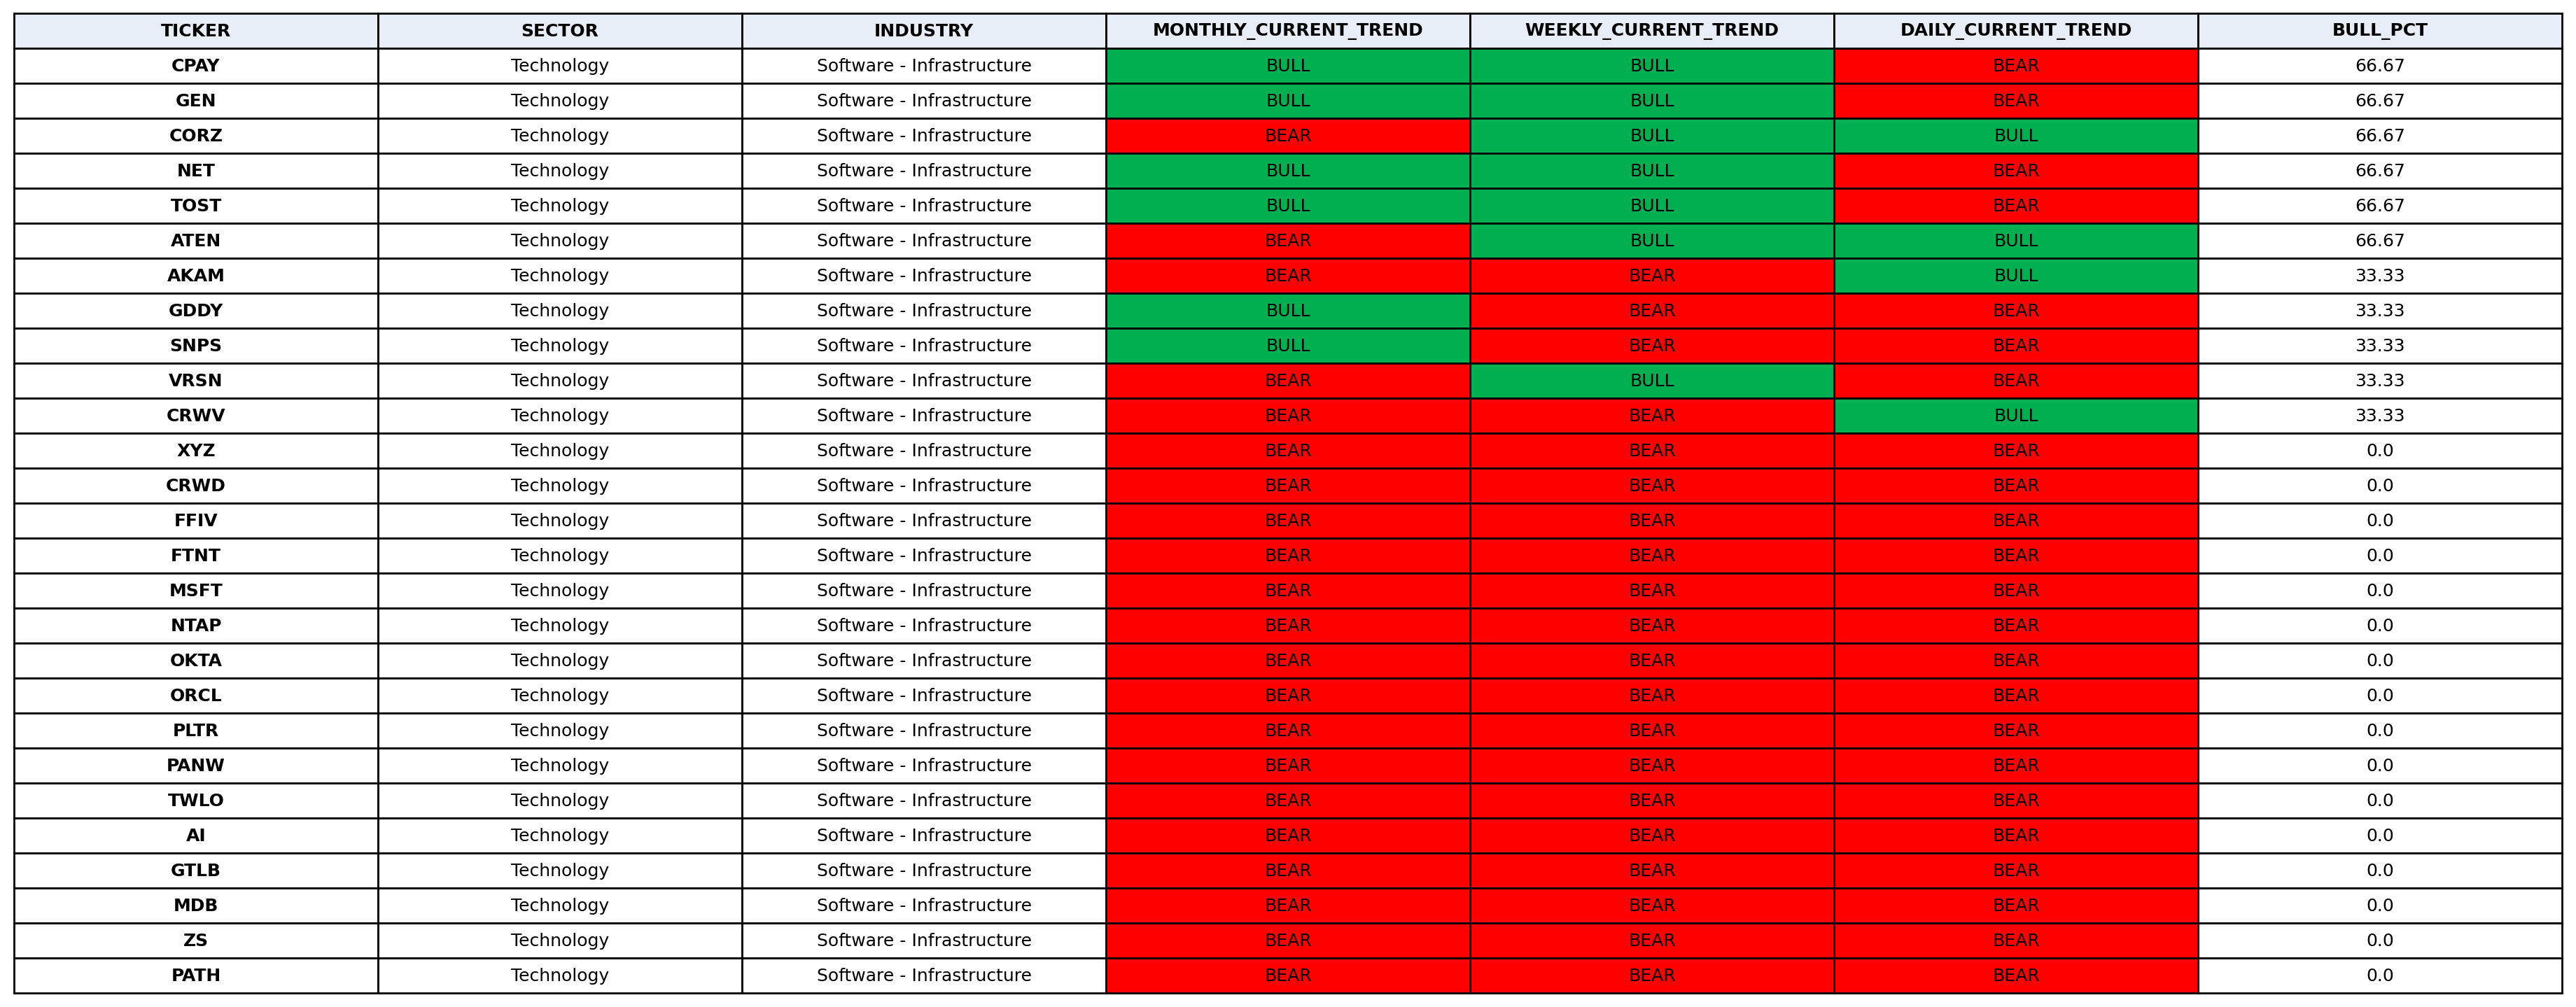 TICKER SECTOR INDUSTRY MONTHLY_CURRENT_TREND WEEKLY_CURRENT_TREND DAILY_CURRENT_TREND BULL_PCT
CPAY Technology Software - Infrastructure BULL BULL BEAR 66.67
GEN Technology Software - Infrastructure BULL BULL BEAR 66.67
CORZ Technology Software - Infrastructure BEAR BULL BULL 66.67
NET Technology Software - Infrastructure BULL BULL BEAR 66.67
TOST Technology Software - Infrastructure BULL BULL BEAR 66.67
ATEN Technology Software - Infrastructure BEAR BULL BULL 66.67
AKAM Technology Software - Infrastructure BEAR BEAR BULL 33.33
GDDY Technology Software - Infrastructure BULL BEAR BEAR 33.33
SNPS Technology Software - Infrastructure BULL BEAR BEAR 33.33
VRSN Technology Software - Infrastructure BEAR BULL BEAR 33.33
CRWV Technology Software - Infrastructure BEAR BEAR BULL 33.33
XYZ Technology Software - Infrastructure BEAR BEAR BEAR 0.0
CRWD Technology Software - Infrastructure BEAR BEAR BEAR 0.0
FFIV Technology Software - Infrastructure BEAR BEAR BEAR 0.0
FTNT Technology Software - Infrastructure BEAR BEAR BEAR 0.0
MSFT Technology Software - Infrastructure BEAR BEAR BEAR 0.0
NTAP Technology Software - Infrastructure BEAR BEAR BEAR 0.0
OKTA Technology Software - Infrastructure BEAR BEAR BEAR 0.0
ORCL Technology Software - Infrastructure BEAR BEAR BEAR 0.0
PLTR Technology Software - Infrastructure BEAR BEAR BEAR 0.0
PANW Technology Software - Infrastructure BEAR BEAR BEAR 0.0
TWLO Technology Software - Infrastructure BEAR BEAR BEAR 0.0
AI Technology Software - Infrastructure BEAR BEAR BEAR 0.0
GTLB Technology Software - Infrastructure BEAR BEAR BEAR 0.0
MDB Technology Software - Infrastructure BEAR BEAR BEAR 0.0
ZS Technology Software - Infrastructure BEAR BEAR BEAR 0.0
PATH Technology Software - Infrastructure BEAR BEAR BEAR 0.0